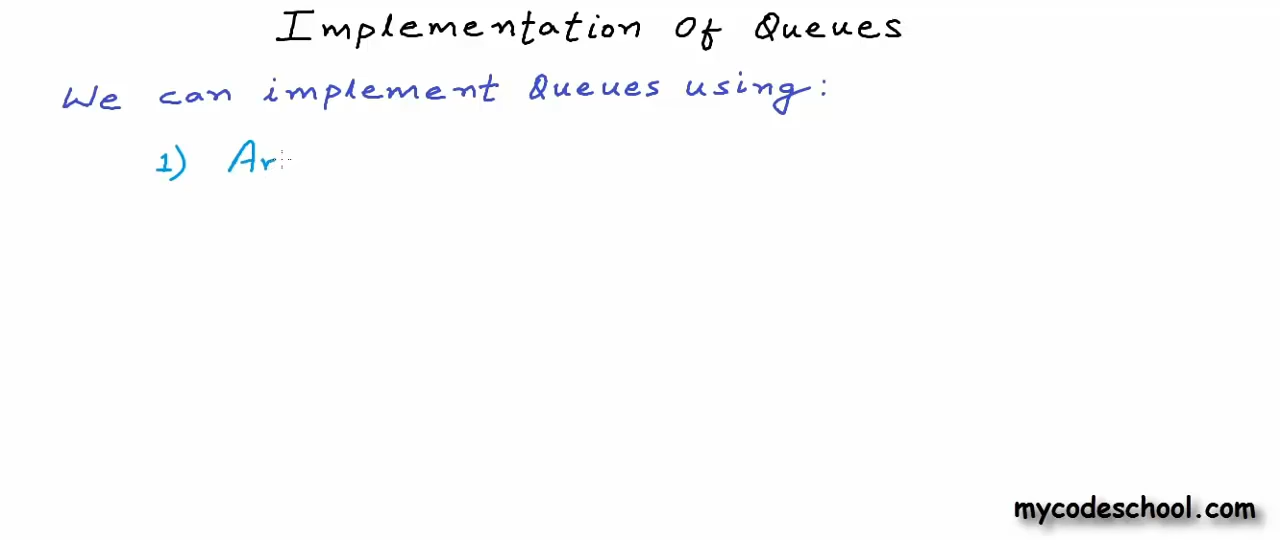 Implementation Of Queues
We can implement Queues using:
1) Ar
mycodeschool.com